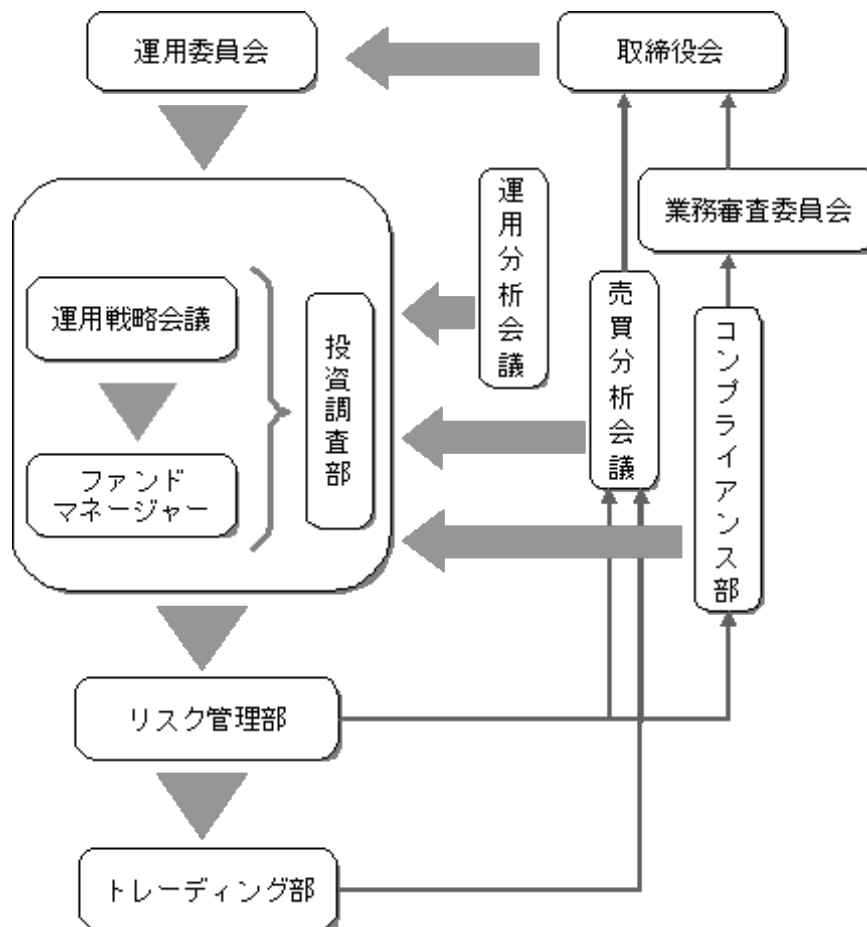 運用委員会
取締役会
業務審査委員会
運用分析会議
売買分析会議
コンプライアンス部
運用戦略会議
投資調査部
ファンド
マネージャー
リスク管理部
トレーディング部